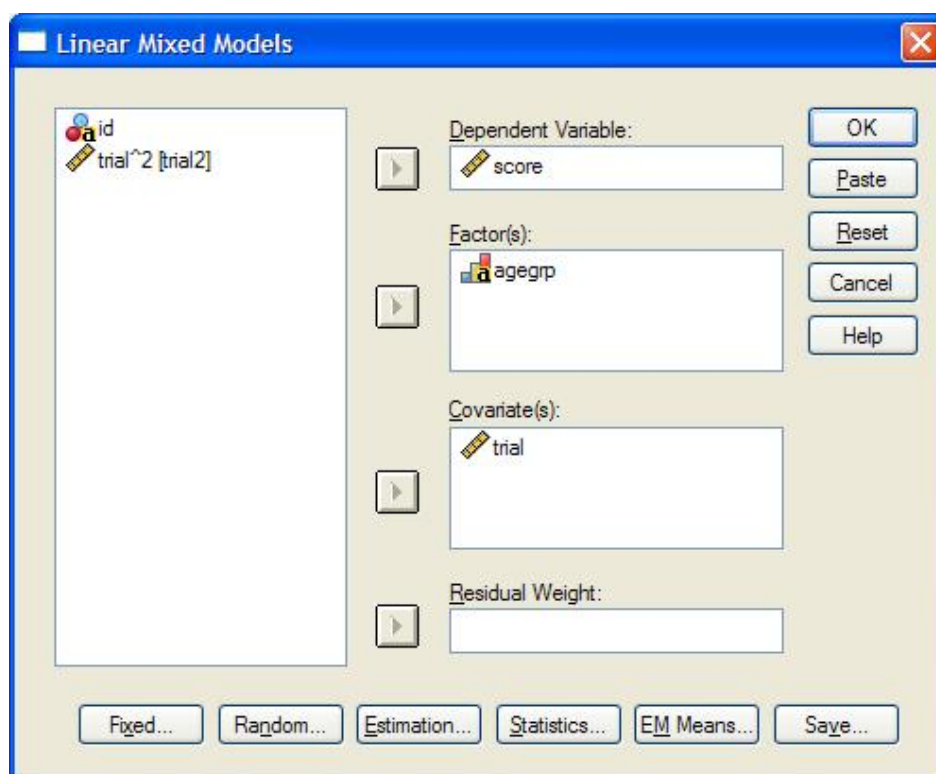 Linear Mixed Models
id
trial^2 [trial2]
Dependent Variable:
score
Factor(s):
agegrp
Covariate(s):
trial
Residual Weight:
OK
Paste
Reset
Cancel
Help
Fixed... Random... Estimation... Statistics... EM Means... Save...